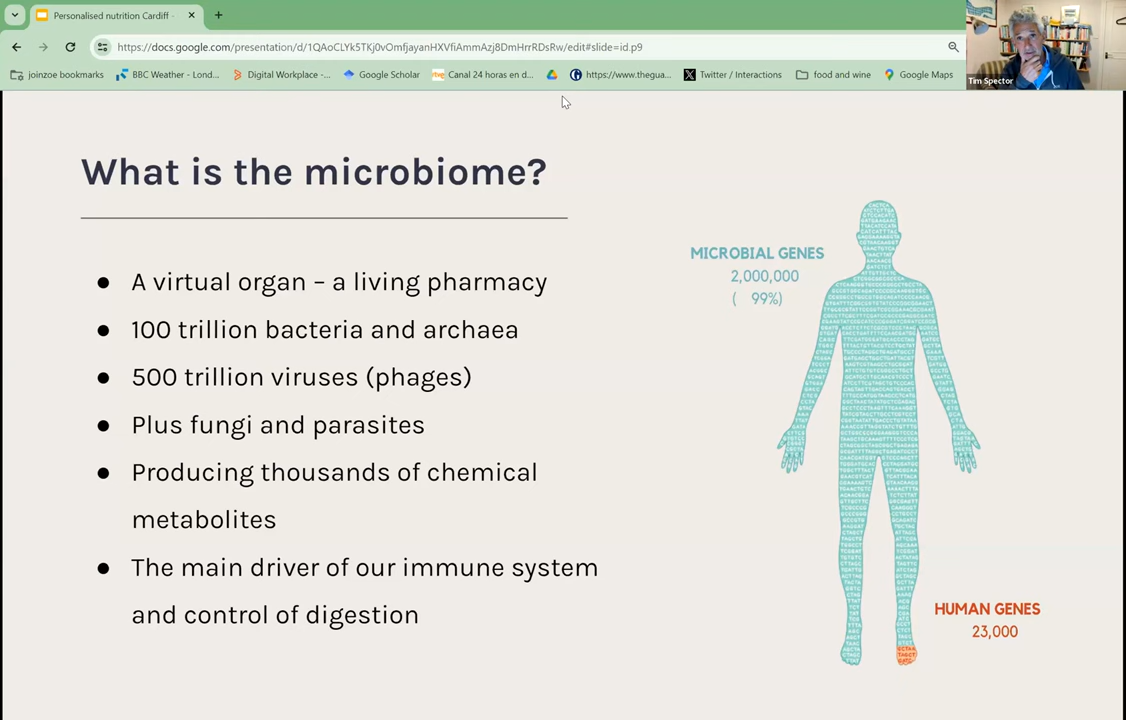 Personalised nutrition Cardiff -
https://docs.google.com/presentation/d/1QAoCLYk5TKj0vOmfjayanHXVfiAmmAzj8DmHrrRDsRw/edit#slide=id.p9
joinzoe bookmarks
BBC Weather - Lond...
Digital Workplace -...
Google Scholar
rtve
Canal 24 horas en d...
https://www.thegua...
X
Twitter / Interactions
food and wine
Google Maps
Tim Spector
What is the microbiome?
● A virtual organ – a living pharmacy
● 100 trillion bacteria and archaea
● 500 trillion viruses (phages)
● Plus fungi and parasites
● Producing thousands of chemical
metabolites
● The main driver of our immune system
and control of digestion
MICROBIAL GENES
2,000,000
( 99%)
HUMAN GENES
23,000